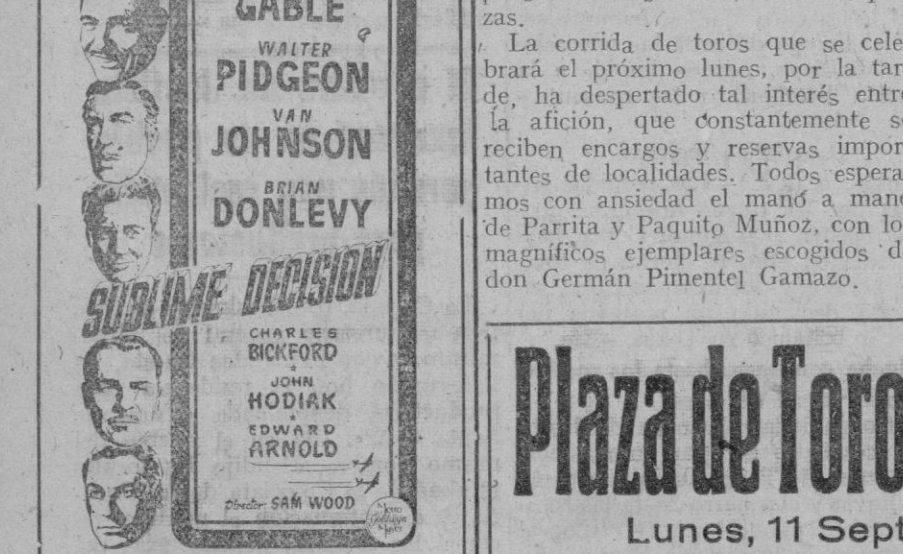 GABLE
WALTER
PIDGEON
VAN
JOHNSON
BRIAN
DONLEVY
SUBLIME DECISION
CHARLES
BICKFORD
JOHN
HODIAK
EDWARD
ARNOLD
Director: SAM WOOD
zas.
La corrida de toros que se cele
brará el próximo lunes, por la tar
de, ha despertado tal interés entre
la afición, que constantemente se
reciben encargos y reservas impor
tantes de localidades. Todos espera
mos con ansiedad el manó a mano
de Parrita y Paquito Muñoz, con lo
magníficos ejemplares escogidos d
don Germán Pimentel Gamazo.
Plaza de Toro
Lunes, 11 Sept